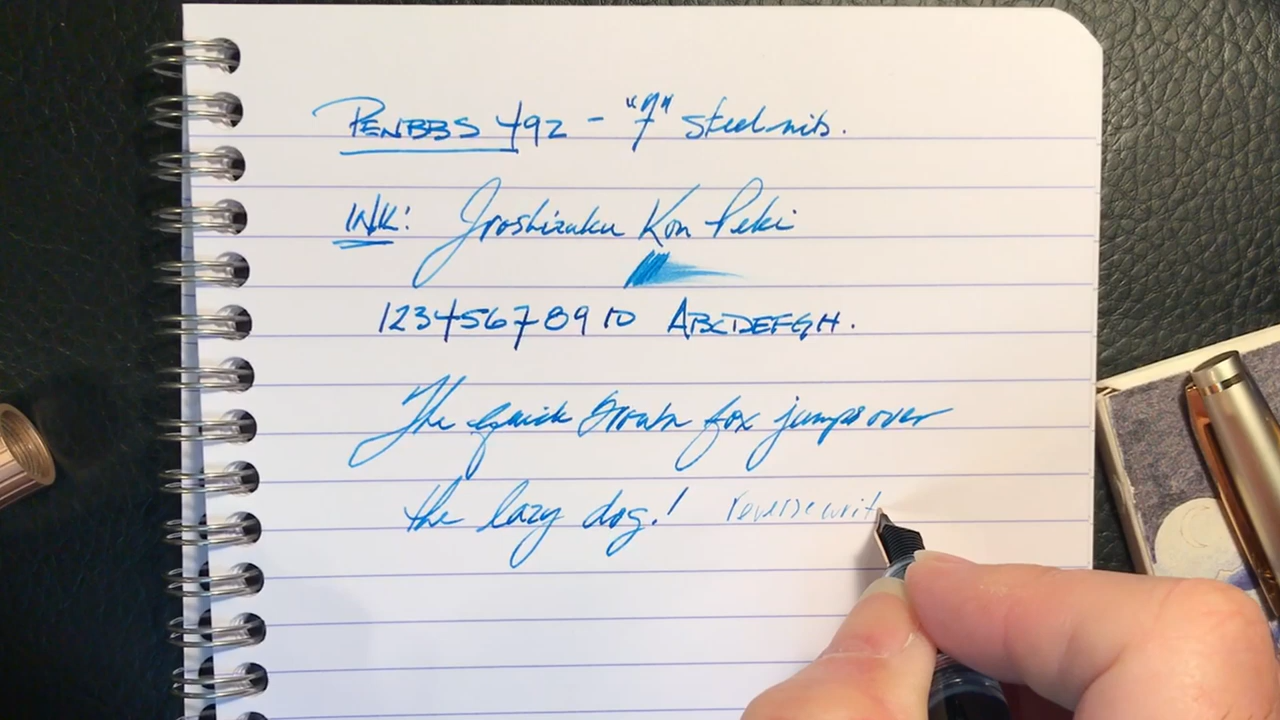 PENBBS 492 - "f" steel nib.
INK: Iroshizuku Kon Peki
12345678910 ABCDEFGH.
The quick brown fox jumps over
the lazy dog! reverse writ